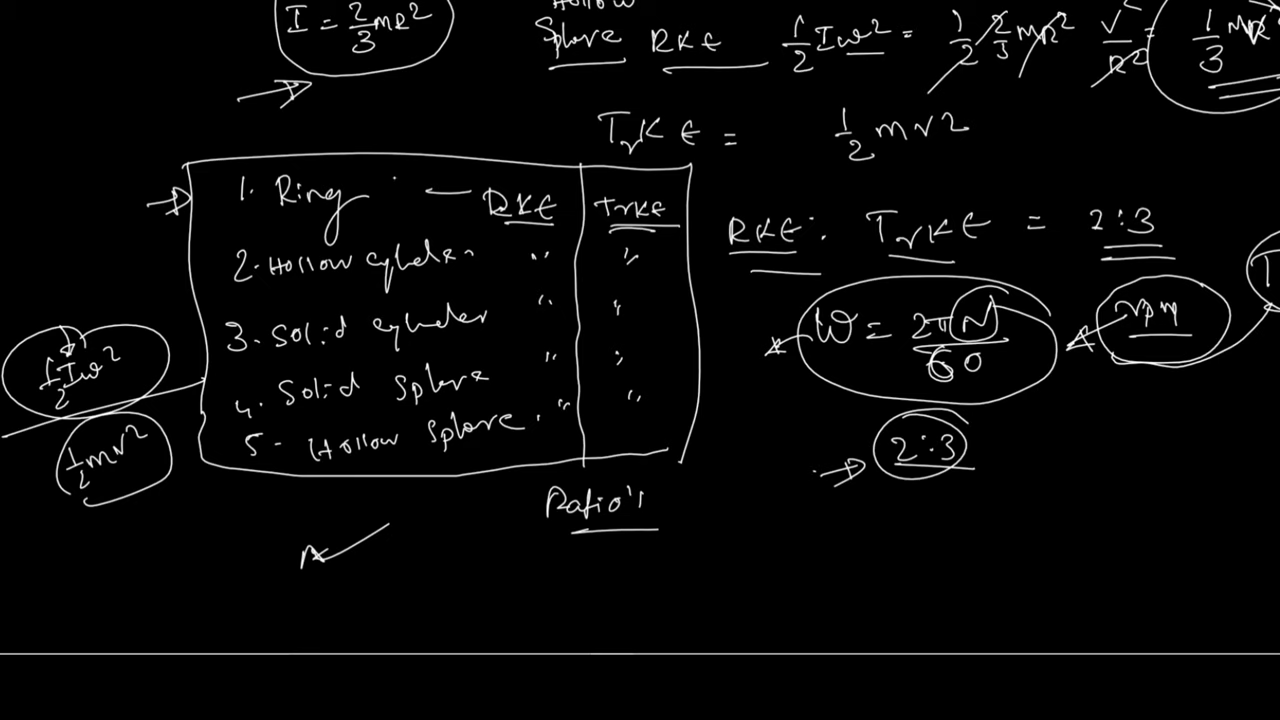 I = 2/3 mR²
Hollow
Sphere RKE 1/2 Iω² = 1/2 2/3 mR² V²/R² = 1/3 m
TrKE = 1/2 mv2
1. Ring — RKE TrKE
2. Hollow cylinder " "
3. Solid cylinder " "
4. Solid Sphere " "
5- Hollow Sphere " "
Ratio's
1/2 Iω²
1/2 mv²
RKE : TrKE = 2:3
W = 2πN/60 rpm
2:3